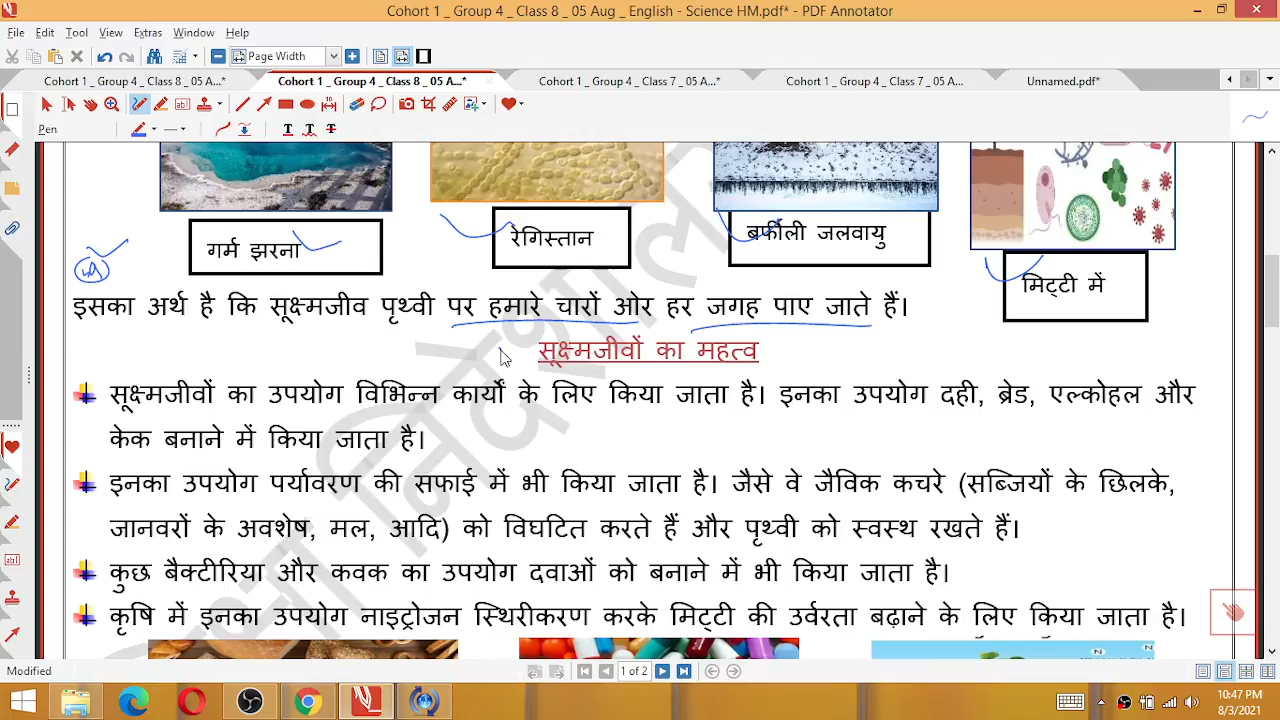 Cohort 1 _ Group 4 _ Class 8 _ 05 Aug _ English - Science HM.pdf* - PDF Annotator
File Edit Tool View Extras Window Help
Page Width
Cohort 1 _ Group 4 _ Class 8 _ 05 A...* Cohort 1 _ Group 4 _ Class 8 _ 05 A...* Cohort 1 _ Group 4 _ Class 7 _ 05 A...* Cohort 1 _ Group 4 _ Class 7 _ 05 A... Unnamed.pdf*
Pen
गर्म झरना
रेगिस्तान
बर्फीली जलवायु
मिट्टी में
इसका अर्थ है कि सूक्ष्मजीव पृथ्वी पर हमारे चारों ओर हर जगह पाए जाते हैं।
सूक्ष्मजीवों का महत्व
सूक्ष्मजीवों का उपयोग विभिन्न कार्यों के लिए किया जाता है। इनका उपयोग दही, ब्रेड, एल्कोहल और
केक बनाने में किया जाता है।
इनका उपयोग पर्यावरण की सफाई में भी किया जाता है। जैसे वे जैविक कचरे (सब्जियों के छिलके,
जानवरों के अवशेष, मल, आदि) को विघटित करते हैं और पृथ्वी को स्वस्थ रखते हैं।
कुछ बैक्टीरिया और कवक का उपयोग दवाओं को बनाने में भी किया जाता है।
कृषि में इनका उपयोग नाइट्रोजन स्थिरीकरण करके मिट्टी की उर्वरता बढ़ाने के लिए किया जाता है।
N N
Modified 1 of 2
10:47 PM
8/3/2021